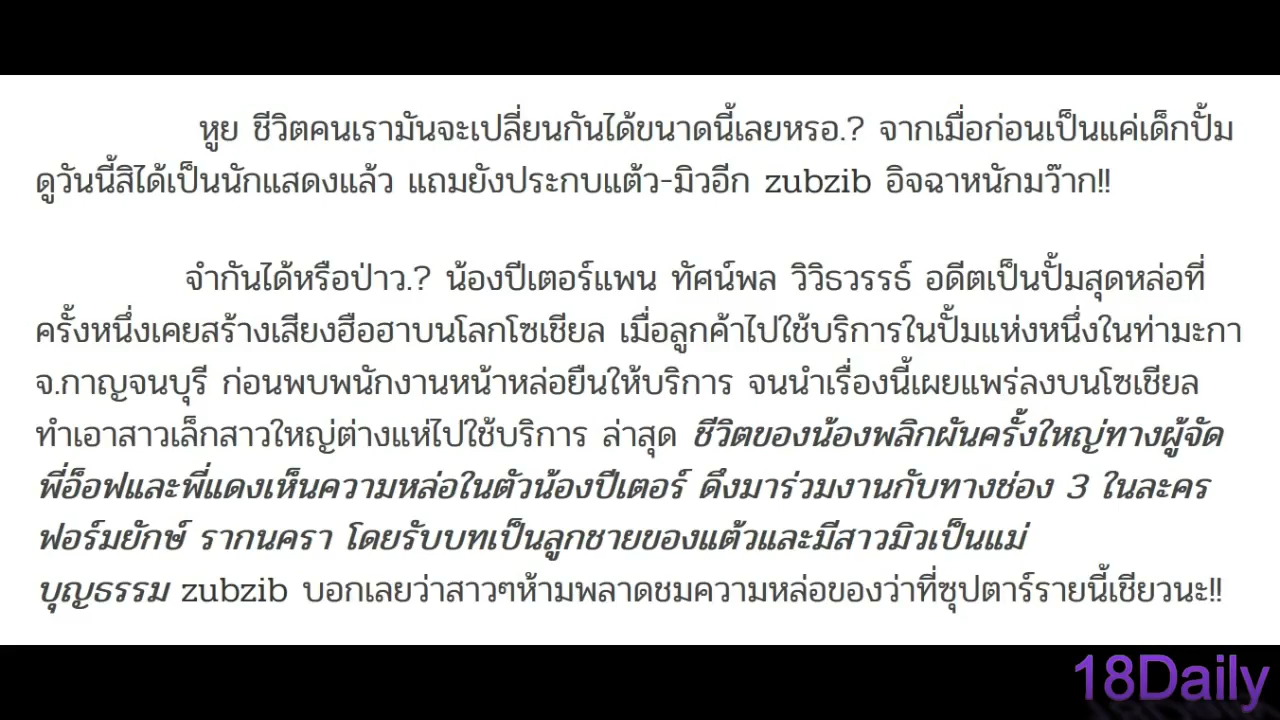 หูย ชีวิตคนเรามันจะเปลี่ยนกันได้ขนาดนี้เลยหรอ.? จากเมื่อก่อนเป็นแค่เด็กปั้ม
ดูวันนี้สิได้เป็นนักแสดงแล้ว แถมยังประกบแต้ว-มิวอีก zubzib อิจฉาหนักมว๊าก!!
จำกันได้หรือป่าว.? น้องปีเตอร์แพน ทัศน์พล วิวิธวรรธ์ อดีตเป็นปั้มสุดหล่อที่
ครั้งหนึ่งเคยสร้างเสียงฮือฮาบนโลกโซเชียล เมื่อลูกค้าไปใช้บริการในปั้มแห่งหนึ่งในท่ามะกา
จ.กาญจนบุรี ก่อนพบพนักงานหน้าหล่อยืนให้บริการ จนนำเรื่องนี้เผยแพร่ลงบนโซเชียล
ทำเอาสาวเล็กสาวใหญ่ต่างแห่ไปใช้บริการ ล่าสุด ชีวิตของน้องพลิกผันครั้งใหญ่ทางผู้จัด
พี่อ็อฟและพี่แดงเห็นความหล่อในตัวน้องปีเตอร์ ดึงมาร่วมงานกับทางช่อง 3 ในละคร
ฟอร์มยักษ์ รากนครา โดยรับบทเป็นลูกชายของแต้วและมีสาวมิวเป็นแม่
บุญธรรม zubzib บอกเลยว่าสาวๆห้ามพลาดชมความหล่อของว่าที่ซุปตาร์รายนี้เชียวนะ!!
18Daily